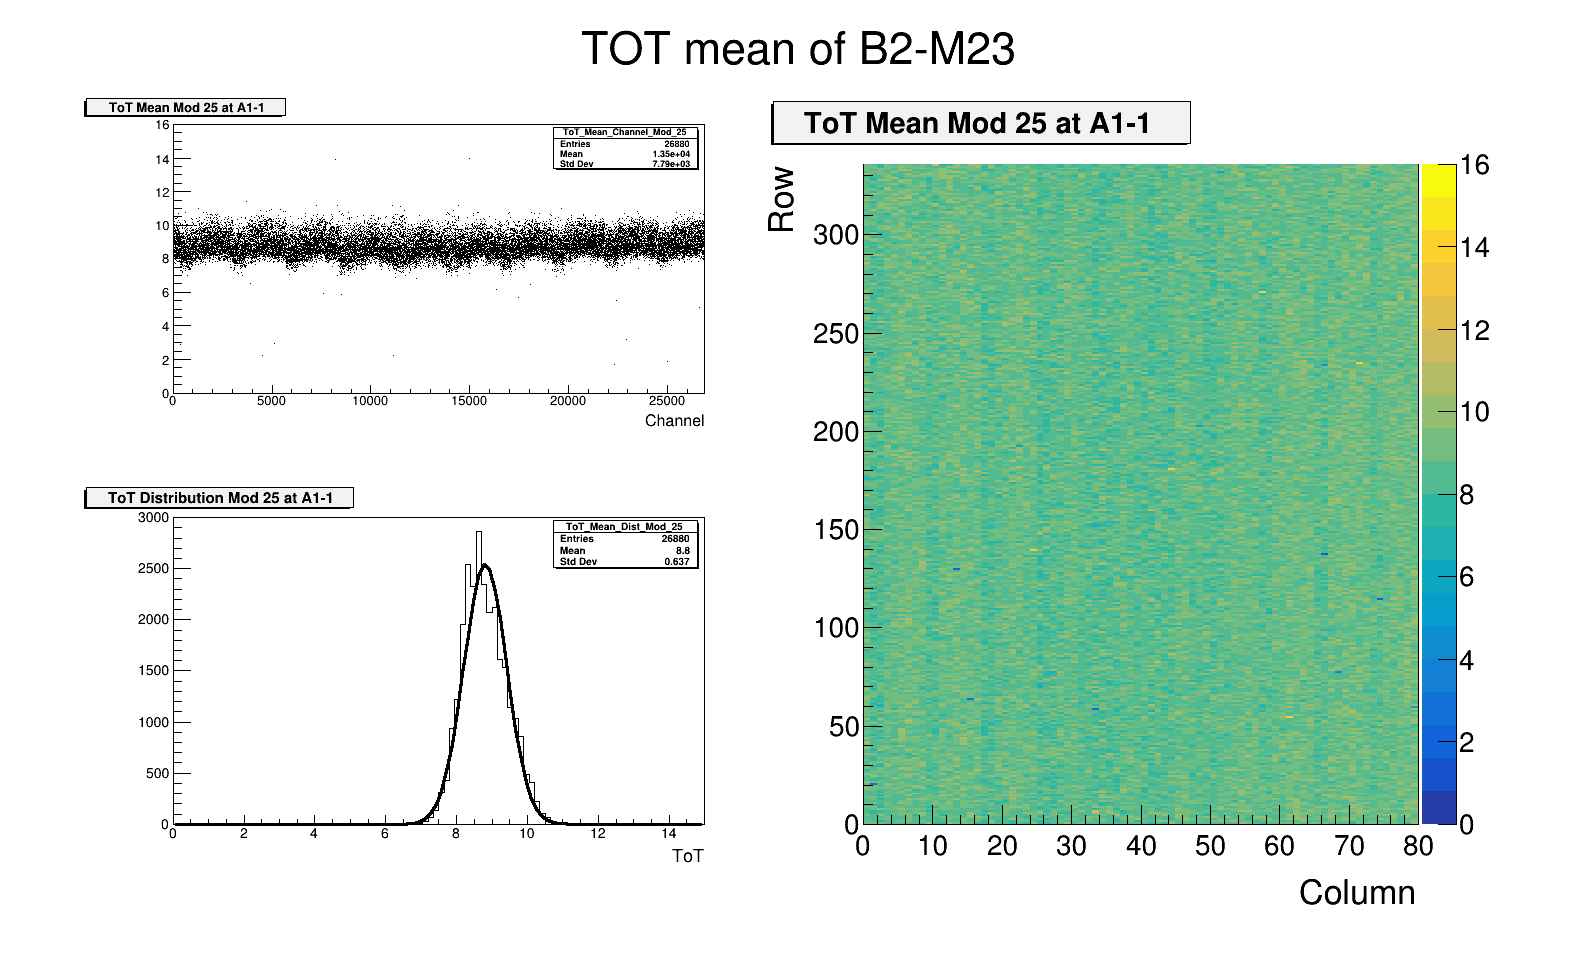 TOT mean of B2-M23
ToT Mean Mod 25 at A1-1
16
14
12
10
8
6
4
2
0
ToT_Mean_Channel_Mod_25
Entries 26880
Mean 1.35e+04
Std Dev 7.79e+03
0 5000 10000 15000 20000 25000
Channel
ToT Distribution Mod 25 at A1-1
3000
2500
2000
1500
1000
500
0
ToT_Mean_Dist_Mod_25
Entries 26880
Mean 8.8
Std Dev 0.637
0 2 4 6 8 10 12 14
ToT
ToT Mean Mod 25 at A1-1
Row
300
250
200
150
100
50
0
0 10 20 30 40 50 60 70 80
Column
16
14
12
10
8
6
4
2
0